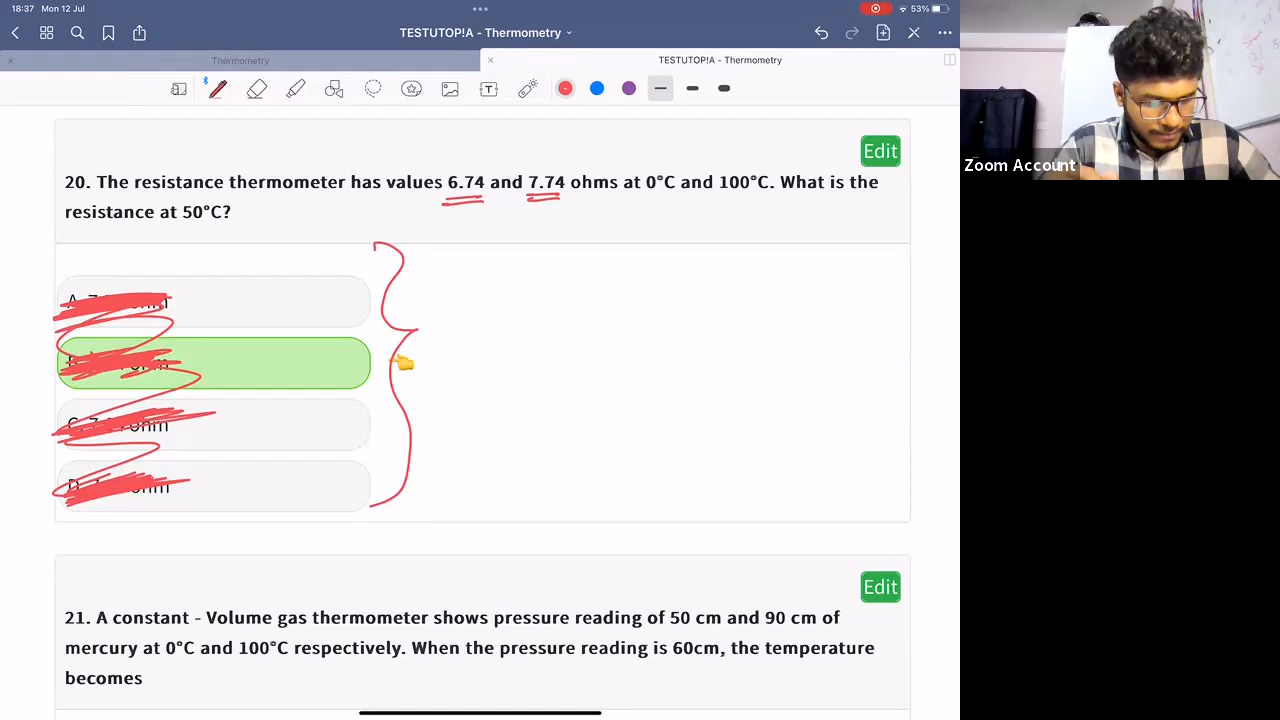 18:37 Mon 12 Jul
53%
TESTUTOP!A - Thermometry
Thermometry
TESTUTOP!A - Thermometry
T
Zoom Account
Edit
20. The resistance thermometer has values 6.74 and 7.74 ohms at 0°C and 100°C. What is the
resistance at 50°C?
Edit
21. A constant - Volume gas thermometer shows pressure reading of 50 cm and 90 cm of
mercury at 0°C and 100°C respectively. When the pressure reading is 60cm, the temperature
becomes